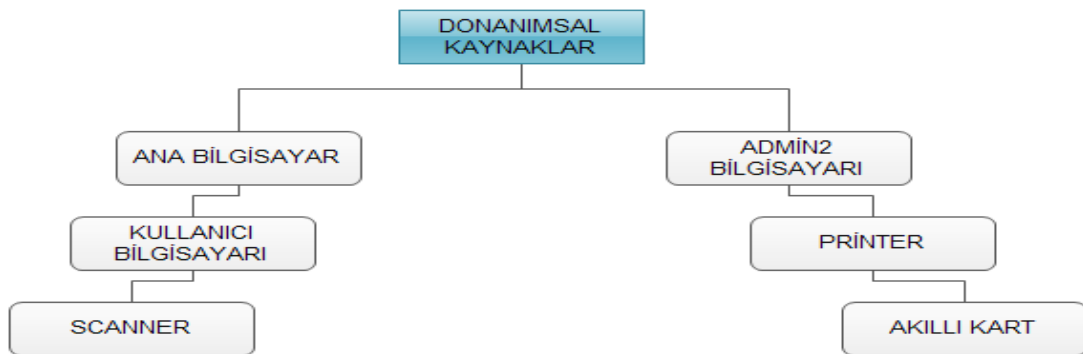 DONANIMSAL
KAYNAKLAR
ANA BİLGİSAYAR
ADMİN2
BİLGİSAYARI
KULLANICI
BİLGİSAYARI
PRİNTER
SCANNER
AKILLI KART